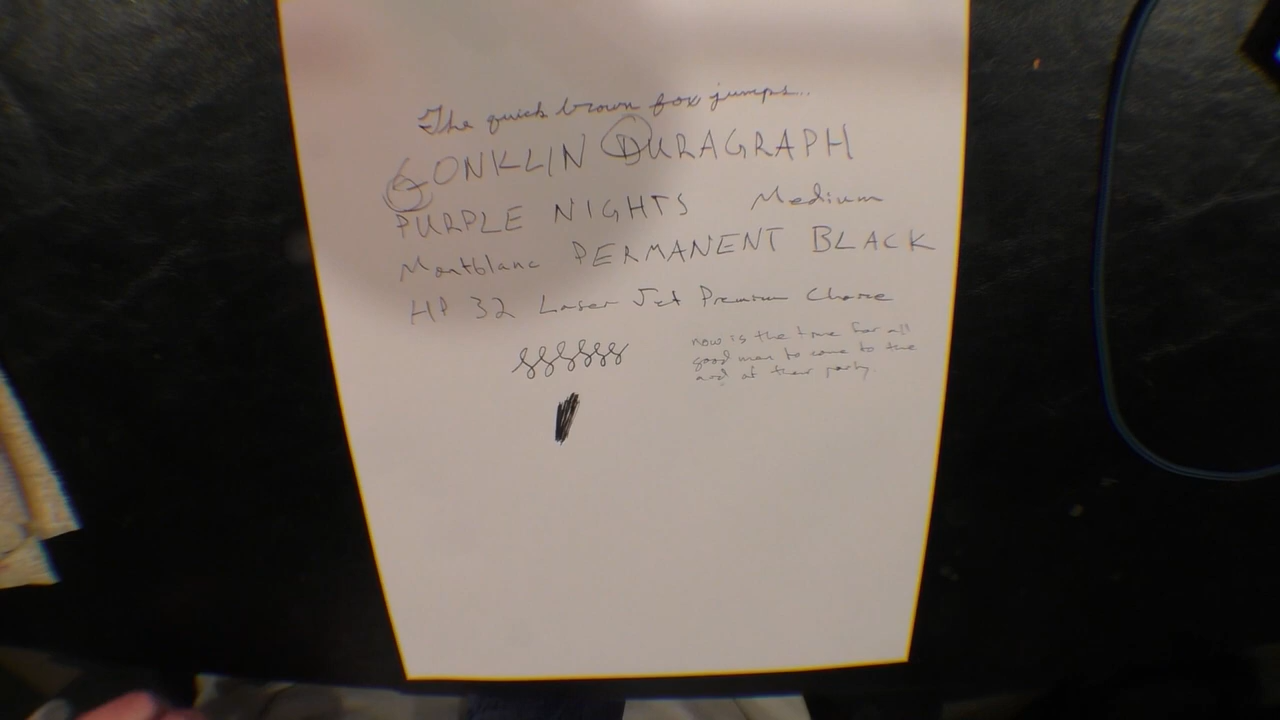 The quick brown fox jumps..
CONKLIN DURAGRAPH
PURPLE NIGHTS Medium
Montblanc PERMANENT BLACK
HP 32 Laser Jet Premium Choice
now is the time for all
good men to come to the
and of their party.